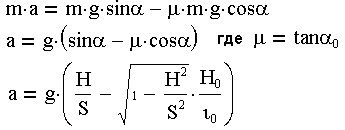 m·a = m·g·sinα − μ·m·g·cosα
a = g·(sinα − μ·cosα) где μ = tanα₀
a = g·(H/S − √(1 − H²/S²)·H₀/ι₀)